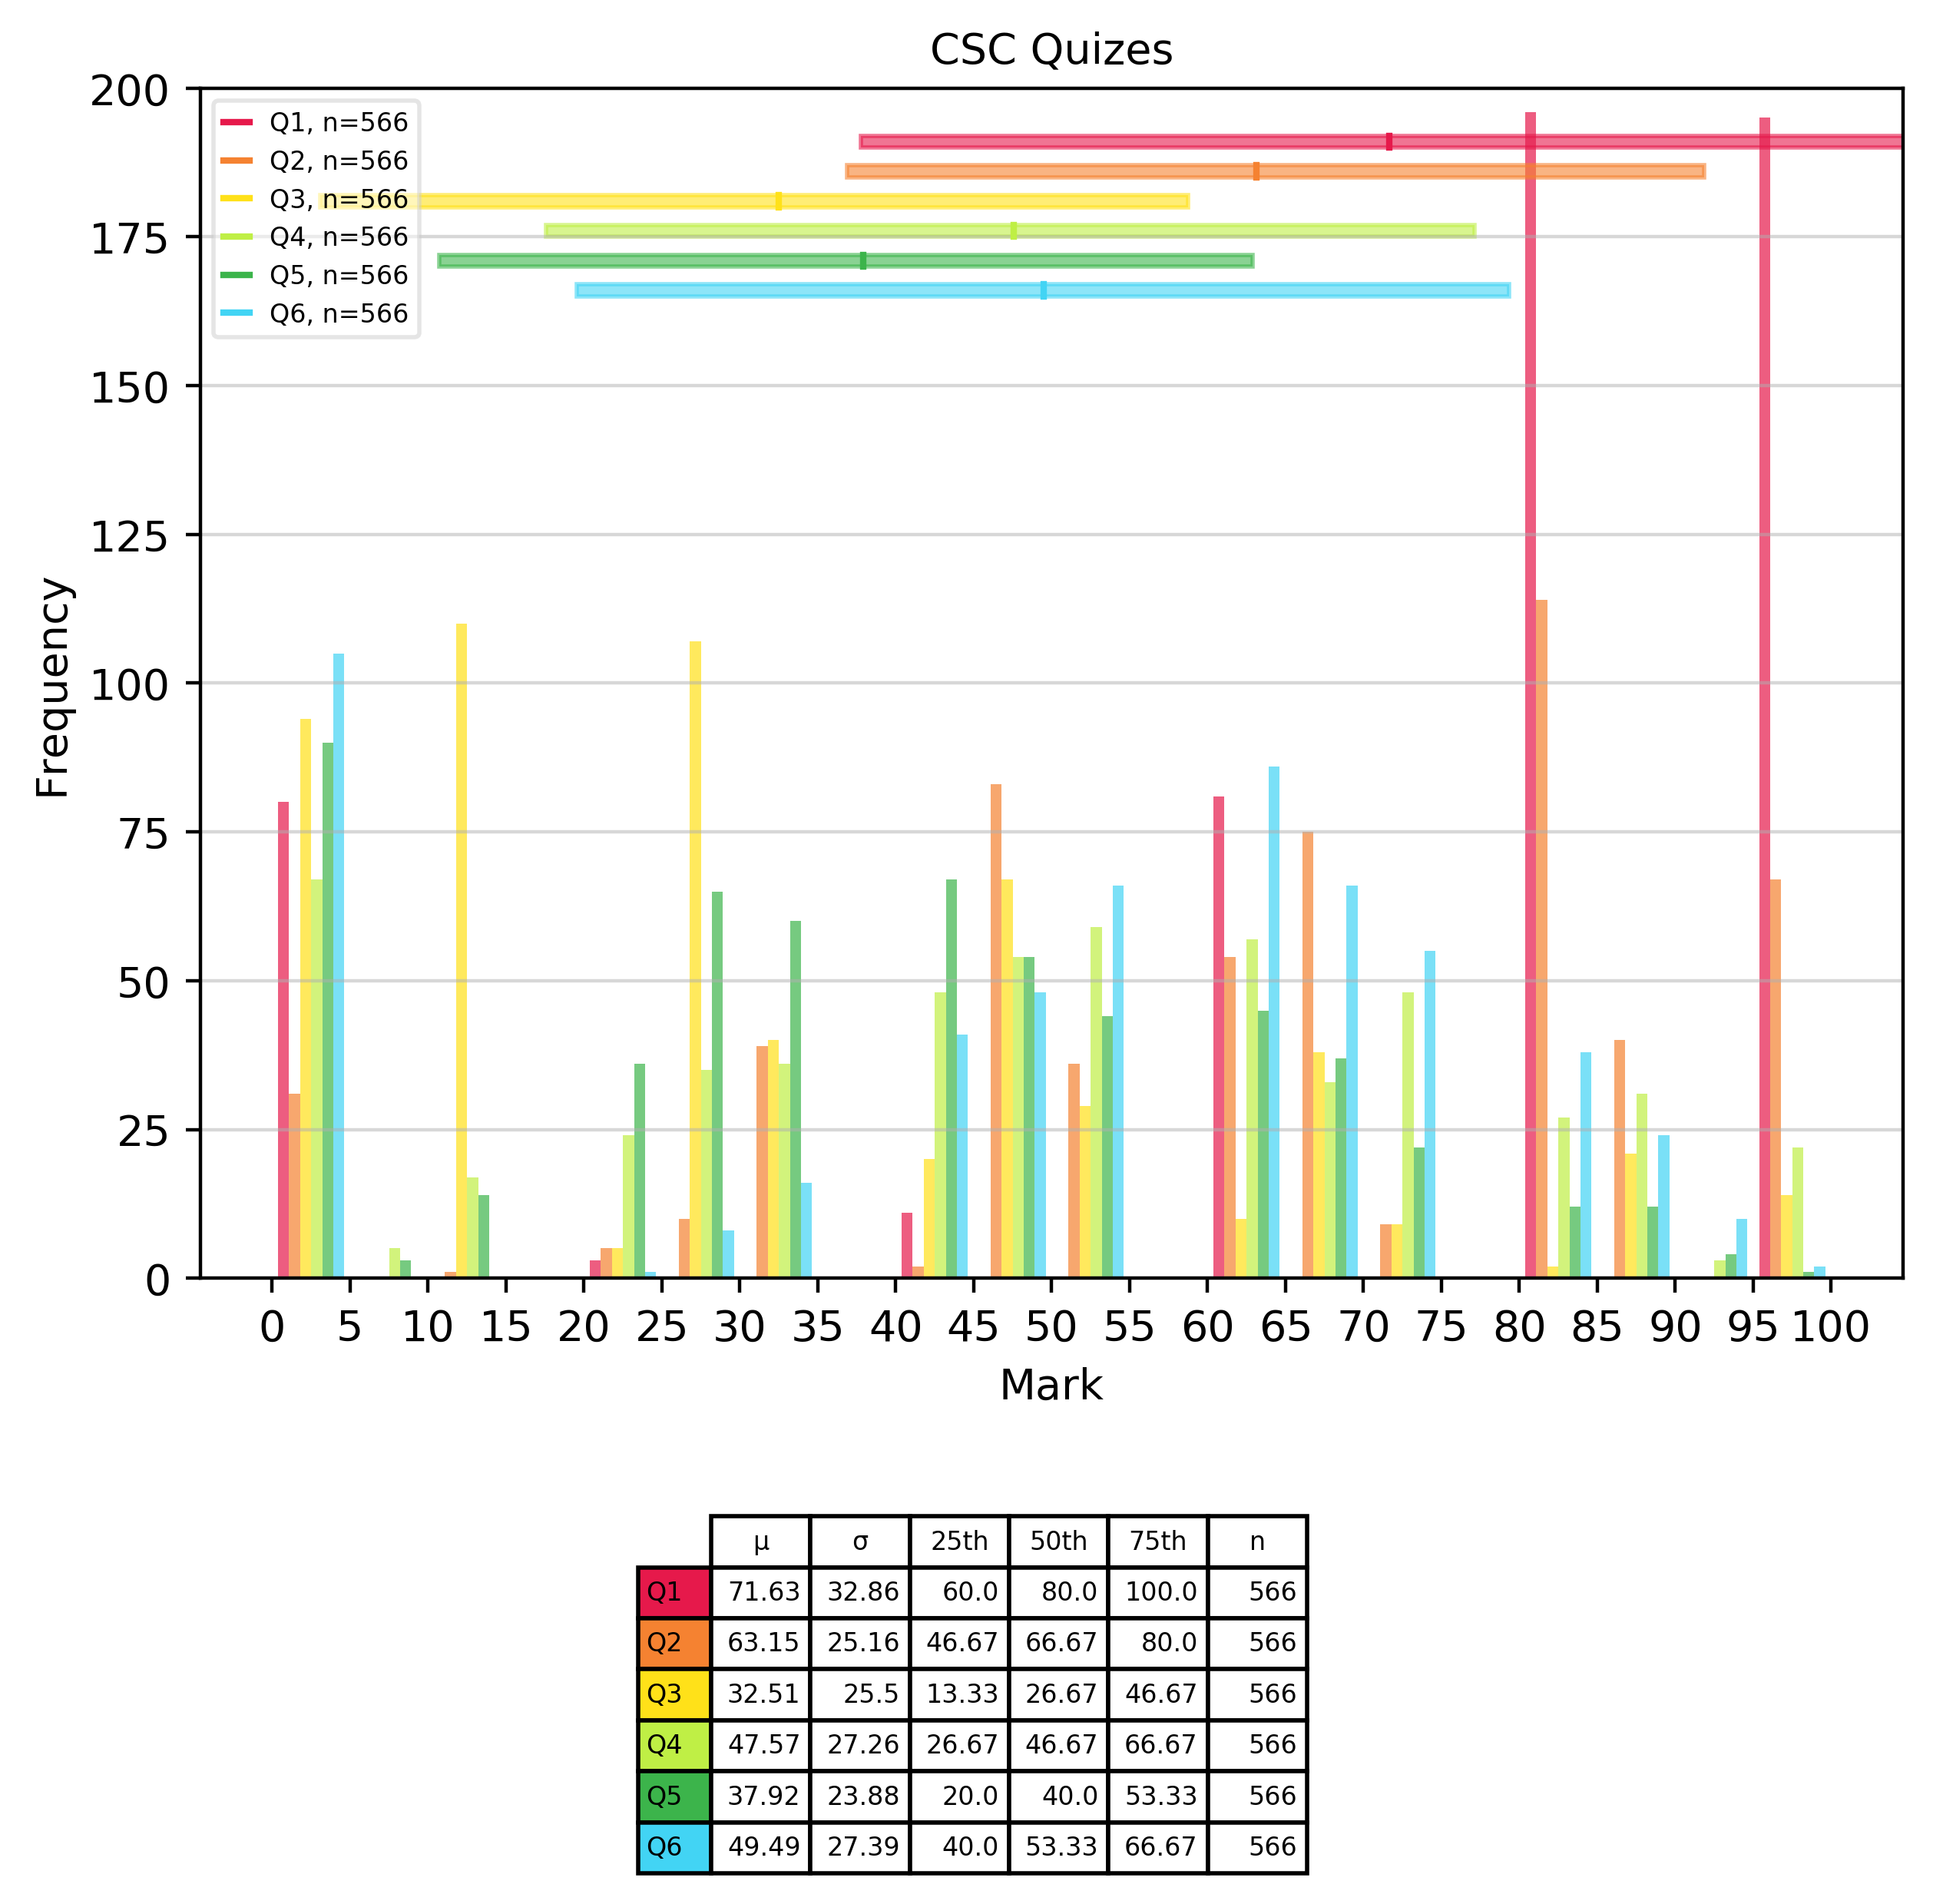 CSC Quizes
200
175
150
125
100
75
50
25
0
Frequency
Q1, n=566
Q2, n=566
Q3, n=566
Q4, n=566
Q5, n=566
Q6, n=566
0 5 10 15 20 25 30 35 40 45 50 55 60 65 70 75 80 85 90 95 100
Mark
μ σ 25th 50th 75th n
Q1 71.63 32.86 60.0 80.0 100.0 566
Q2 63.15 25.16 46.67 66.67 80.0 566
Q3 32.51 25.5 13.33 26.67 46.67 566
Q4 47.57 27.26 26.67 46.67 66.67 566
Q5 37.92 23.88 20.0 40.0 53.33 566
Q6 49.49 27.39 40.0 53.33 66.67 566